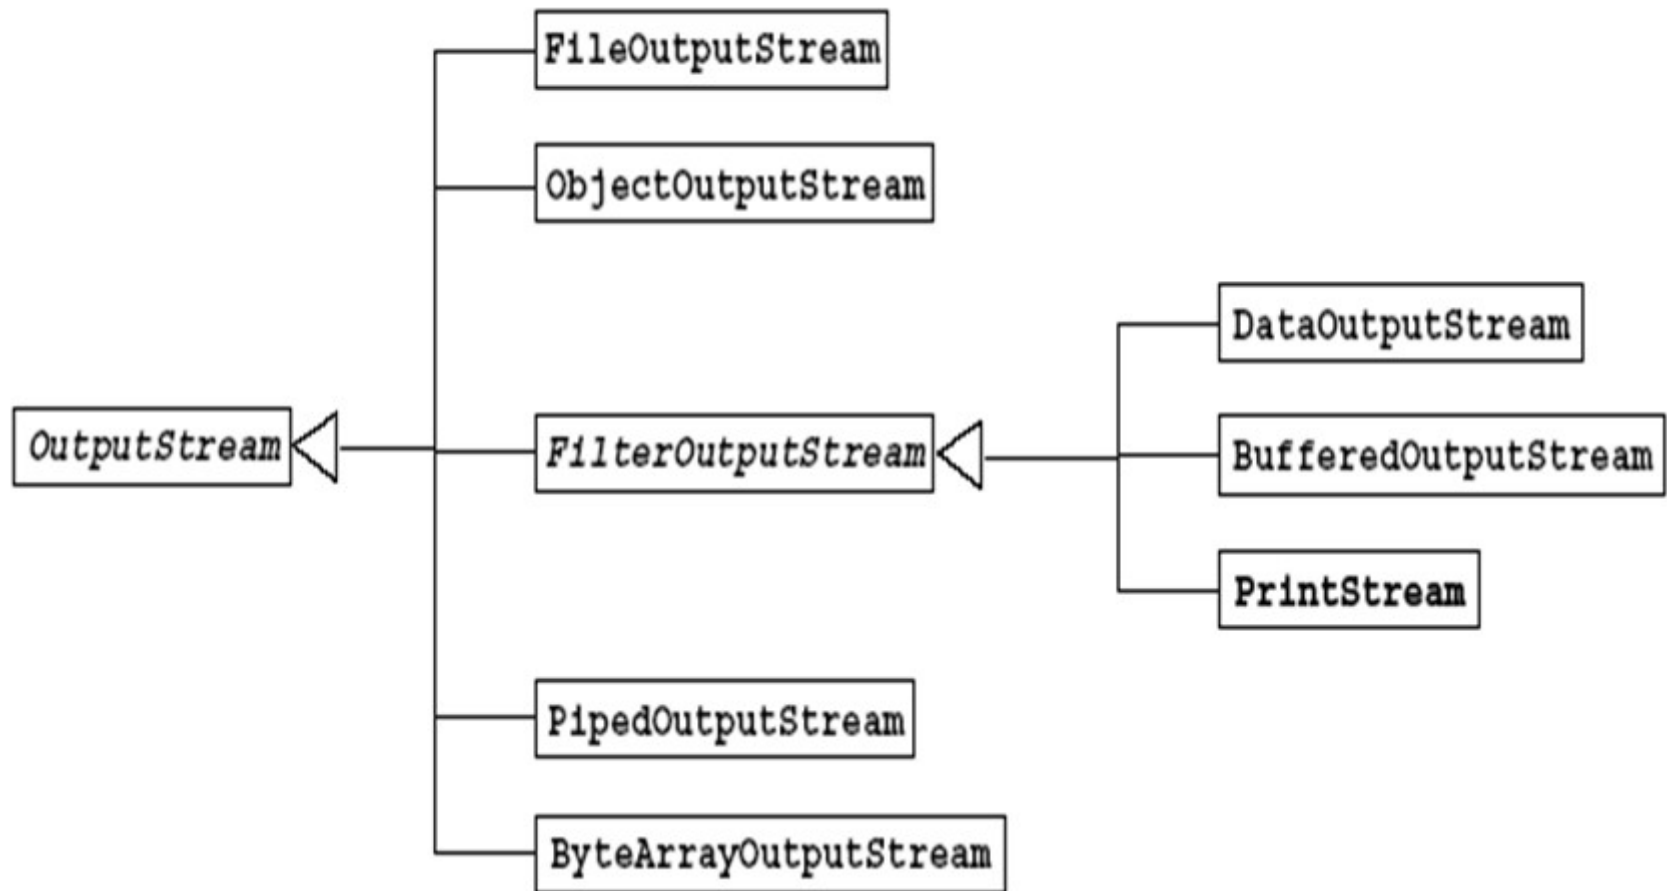 FileOutputStream
ObjectOutputStream
DataOutputStream
OutputStream
FilterOutputStream
BufferedOutputStream
PrintStream
PipedOutputStream
ByteArrayOutputStream